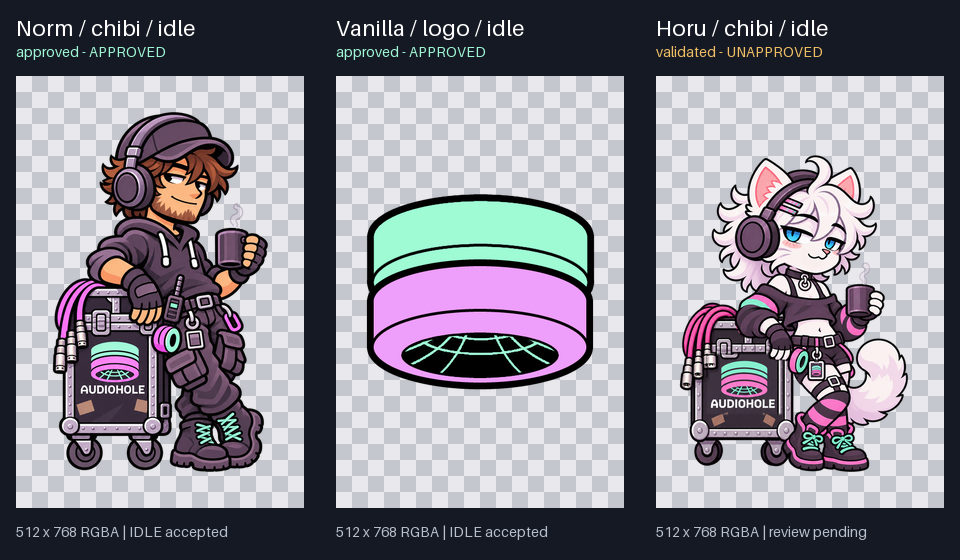 Norm / chibi / idle
approved - APPROVED
AUDIOHOLE
512 x 768 RGBA | IDLE accepted
Vanilla / logo / idle
approved - APPROVED
512 x 768 RGBA | IDLE accepted
Horu / chibi / idle
validated - UNAPPROVED
AUDIOHOLE
512 x 768 RGBA | review pending